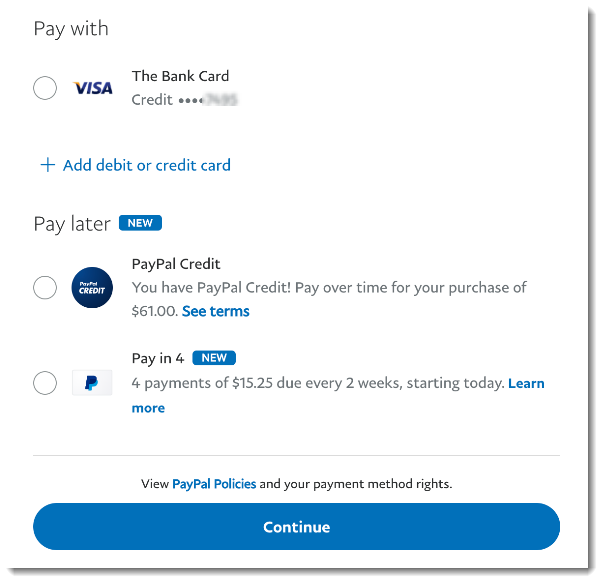 Pay with
VISA
The Bank Card
Credit ••••
+ Add debit or credit card
Pay later NEW
PayPal
CREDIT
PayPal Credit
You have PayPal Credit! Pay over time for your purchase of
$61.00. See terms
Pay in 4 NEW
4 payments of $15.25 due every 2 weeks, starting today. Learn
more
View PayPal Policies and your payment method rights.
Continue